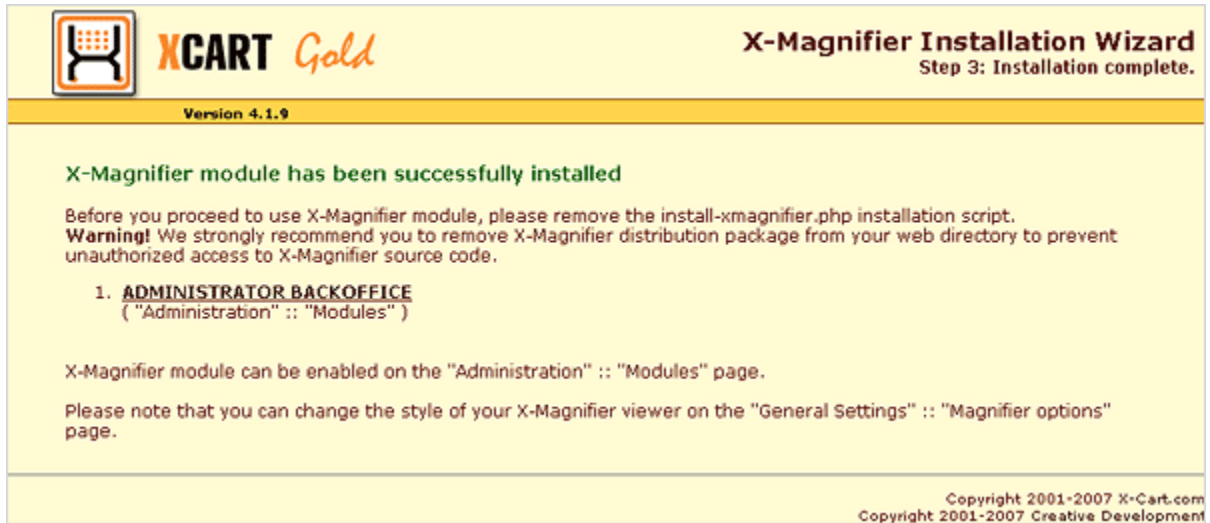 XCART Gold
X-Magnifier Installation Wizard
Step 3: Installation complete.
Version 4.1.9
X-Magnifier module has been successfully installed
Before you proceed to use X-Magnifier module, please remove the install-xmagnifier.php installation script.
Warning! We strongly recommend you to remove X-Magnifier distribution package from your web directory to prevent
unauthorized access to X-Magnifier source code.
1. ADMINISTRATOR BACKOFFICE
( "Administration" :: "Modules" )
X-Magnifier module can be enabled on the "Administration" :: "Modules" page.
Please note that you can change the style of your X-Magnifier viewer on the "General Settings" :: "Magnifier options"
page.
Copyright 2001-2007 X-Cart.com
Copyright 2001-2007 Creative Development